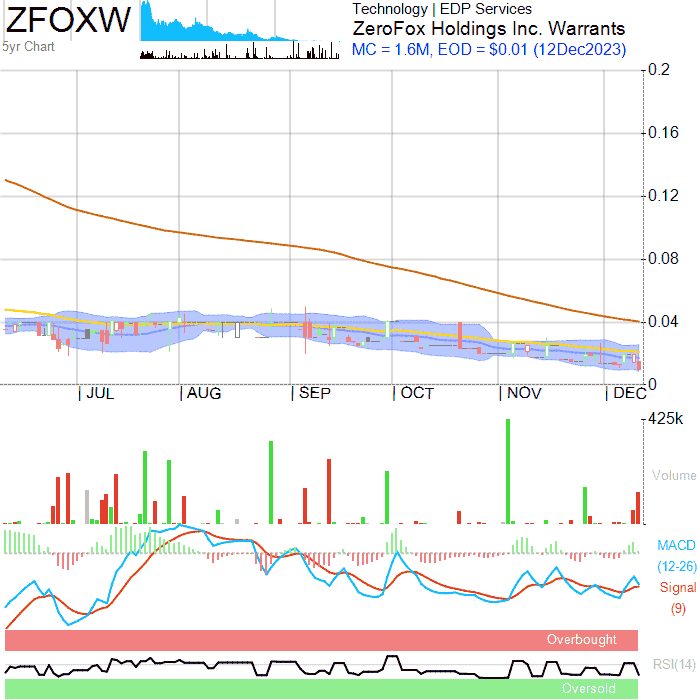 ZFOXW
5yr Chart
Technology | EDP Services
ZeroFox Holdings Inc. Warrants
MC = 1.6M, EOD = $0.01 (12Dec2023)
0.2
0.16
0.12
0.08
0.04
0
JUL AUG SEP OCT NOV DEC
425k
Volume
MACD
(12-26)
Signal
(9)
Overbought
RSI(14)
Oversold